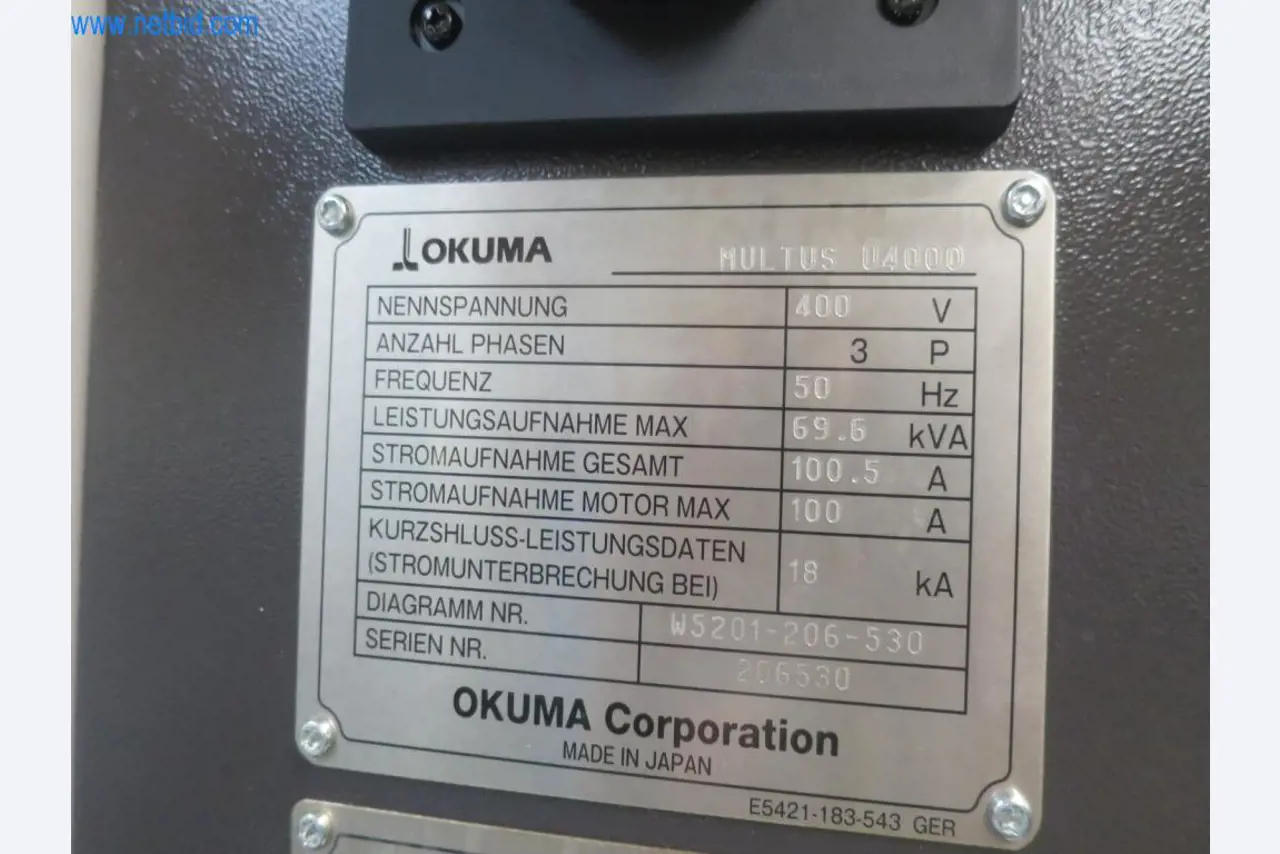 www.netbid.com
OKUMA MULTUS U4000
NENNSPANNUNG 400 V
ANZAHL PHASEN 3 P
FREQUENZ 50 Hz
LEISTUNGSAUFNAHME MAX 69.6 kVA
STROMAUFNAHME GESAMT 100.5 A
STROMAUFNAHME MOTOR MAX 100 A
KURZSHLUSS-LEISTUNGSDATEN
(STROMUNTERBRECHUNG BEI) 18 kA
DIAGRAMM NR. W5201-206-530
SERIEN NR. 206530
OKUMA Corporation
MADE IN JAPAN
E5421-183-543 GER